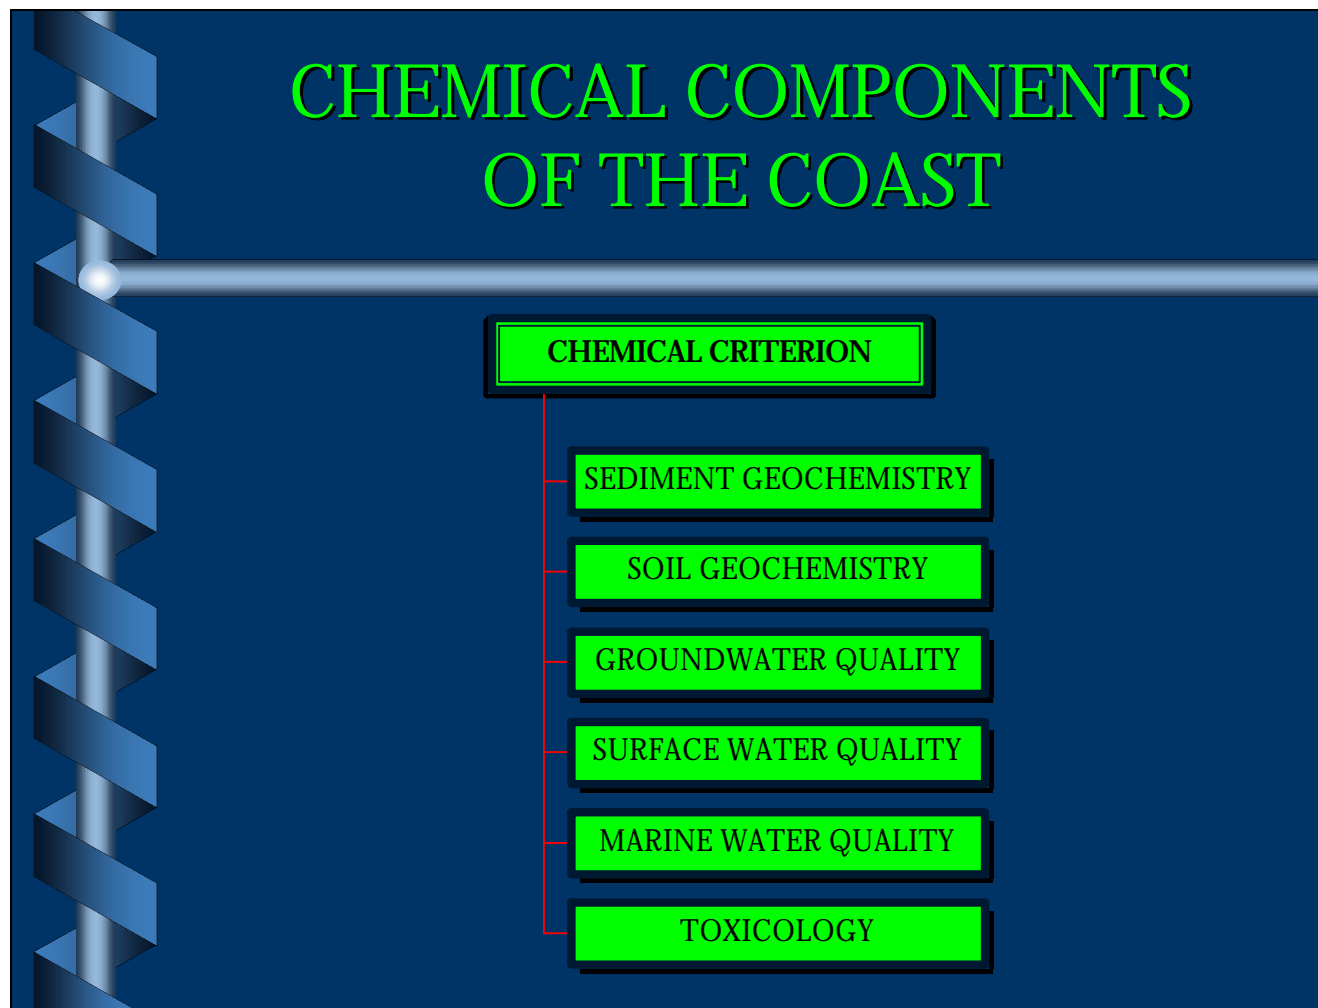 CHEMICAL COMPONENTS
OF THE COAST
CHEMICAL CRITERION
SEDIMENT GEOCHEMISTRY
SOIL GEOCHEMISTRY
GROUNDWATER QUALITY
SURFACE WATER QUALITY
MARINE WATER QUALITY
TOXICOLOGY